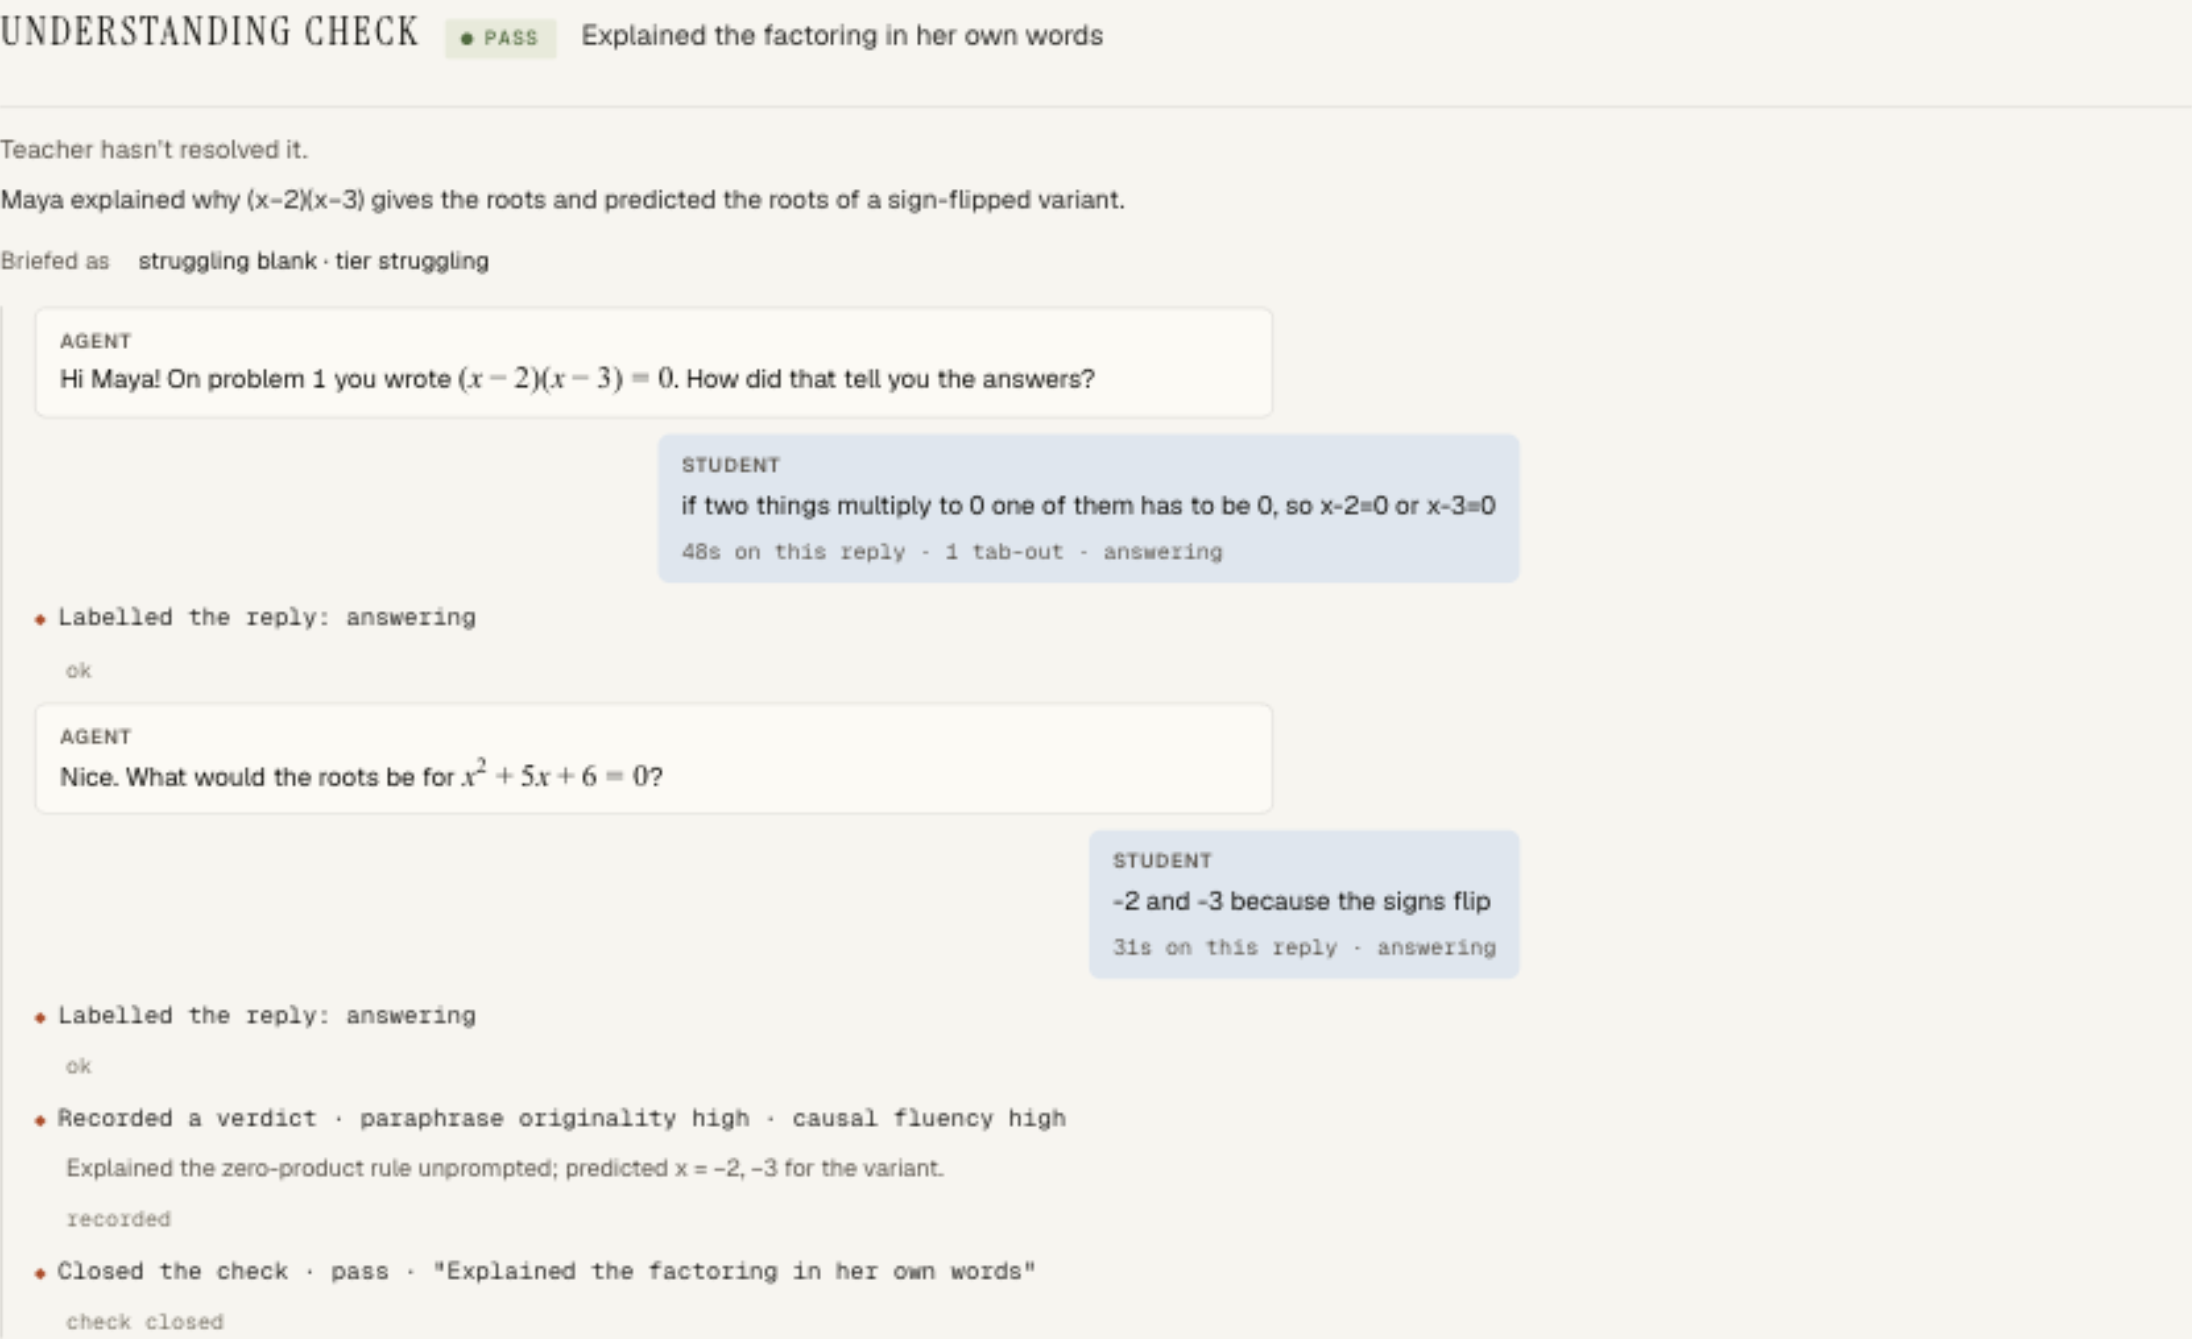 UNDERSTANDING CHECK ● PASS Explained the factoring in her own words
Teacher hasn't resolved it.
Maya explained why (x−2)(x−3) gives the roots and predicted the roots of a sign-flipped variant.
Briefed as struggling blank · tier struggling
AGENT
Hi Maya! On problem 1 you wrote (x − 2)(x − 3) = 0. How did that tell you the answers?
STUDENT
if two things multiply to 0 one of them has to be 0, so x-2=0 or x-3=0
48s on this reply · 1 tab-out · answering
Labelled the reply: answering
ok
AGENT
Nice. What would the roots be for x² + 5x + 6 = 0?
STUDENT
-2 and -3 because the signs flip
31s on this reply · answering
Labelled the reply: answering
ok
Recorded a verdict · paraphrase originality high · causal fluency high
Explained the zero-product rule unprompted; predicted x = −2, −3 for the variant.
recorded
Closed the check · pass · "Explained the factoring in her own words"
check closed